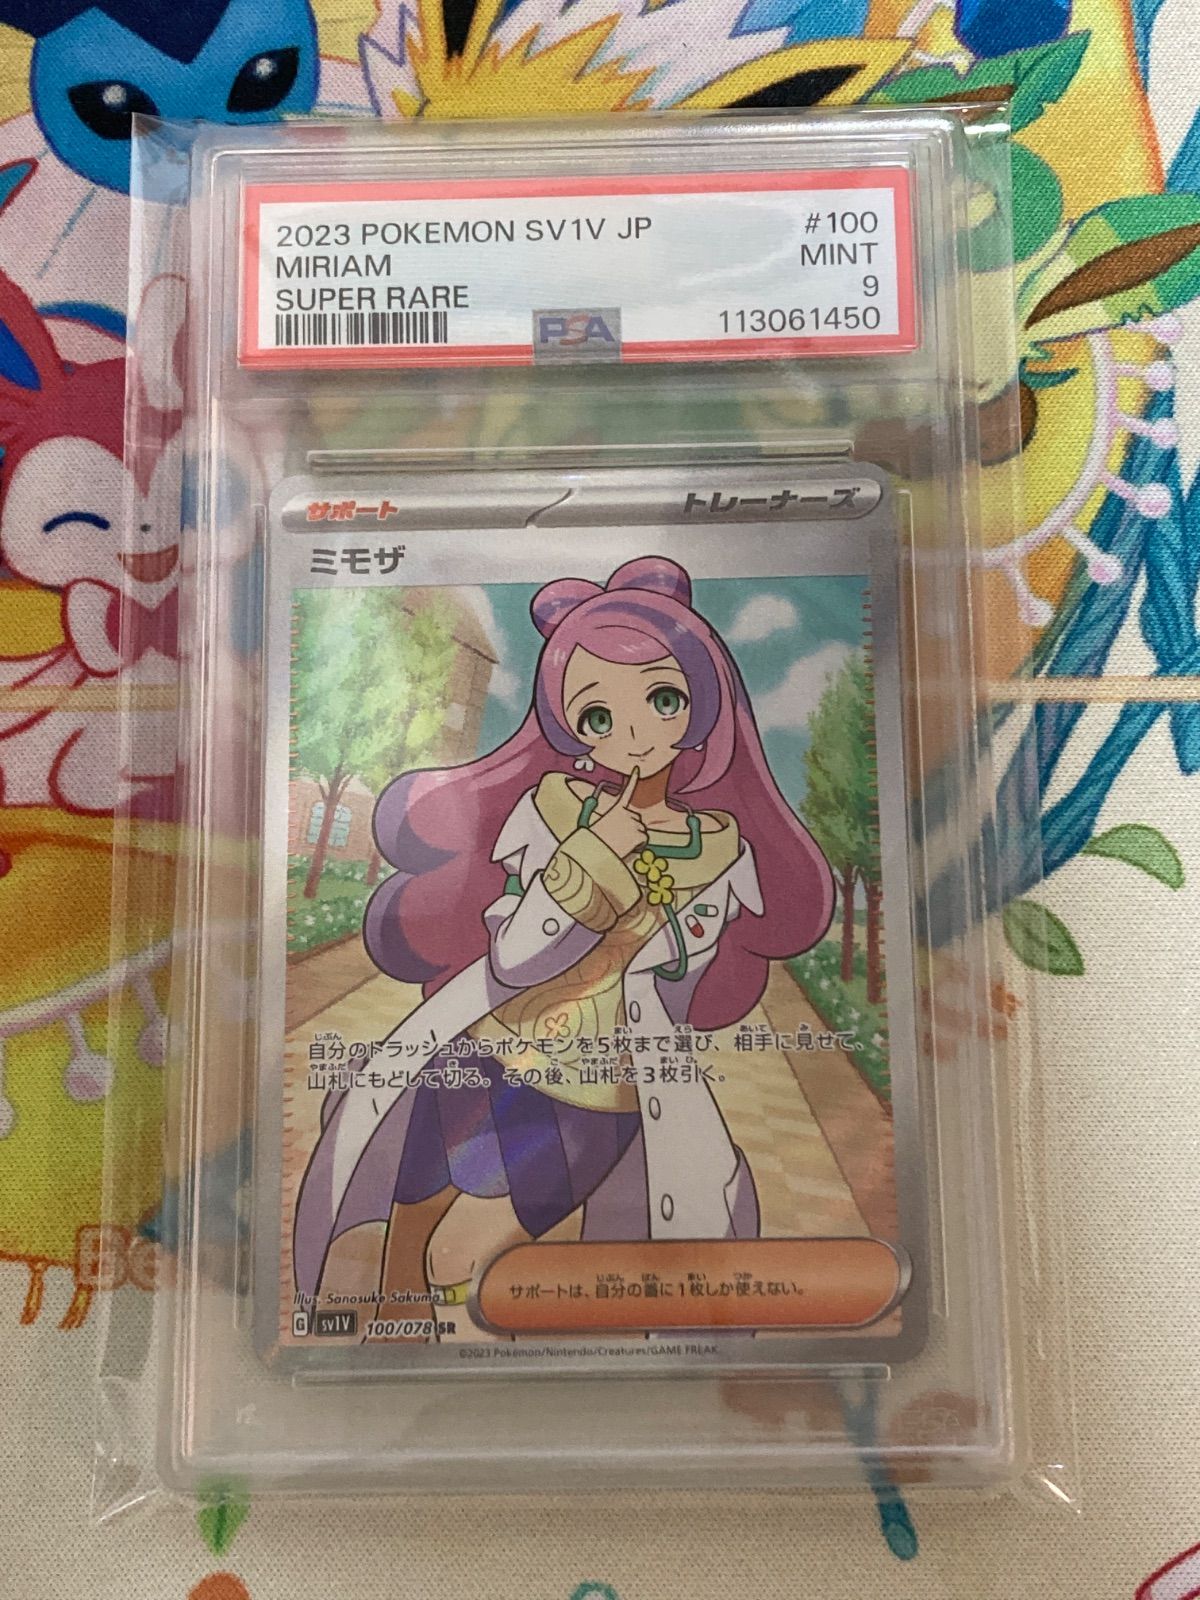 2023 POKEMON SV1V JP #100
MIRIAM MINT
SUPER RARE 9
PSA 113061450
サポート トレーナーズ
ミモザ
自分のトラッシュからポケモンを5枚まで選び、相手に見せて、
山札にもどして切る。その後、山札を3枚引く。
サポートは、自分の番に1枚しか使えない。
Illus. Sanosuke Sakuma
G sv1V 100/078 SR
©2023 Pokémon/Nintendo/Creatures/GAME FREAK